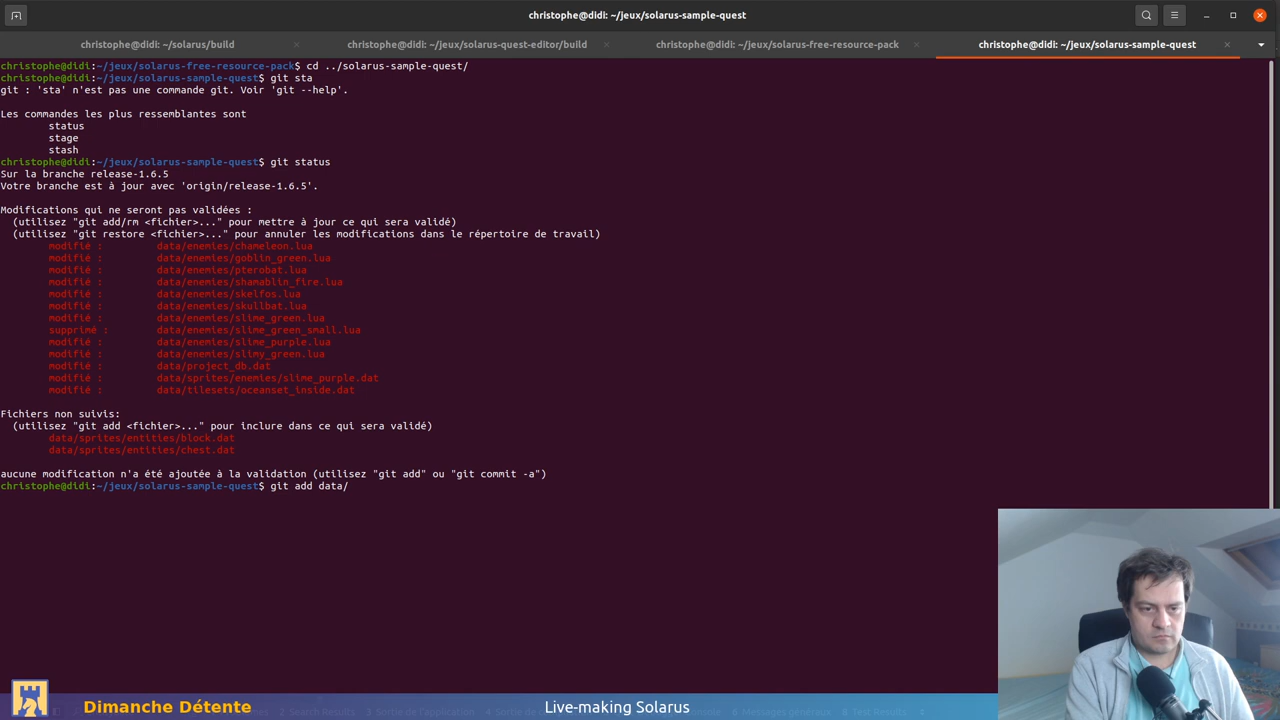 christophe@didi: ~/jeux/solarus-sample-quest
christophe@didi: ~/solarus/build
christophe@didi: ~/jeux/solarus-quest-editor/build
christophe@didi: ~/jeux/solarus-free-resource-pack
christophe@didi: ~/jeux/solarus-sample-quest
christophe@didi:~/jeux/solarus-free-resource-pack$ cd ../solarus-sample-quest/
christophe@didi:~/jeux/solarus-sample-quest$ git sta
git : 'sta' n'est pas une commande git. Voir 'git --help'.
Les commandes les plus ressemblantes sont
status
stage
stash
christophe@didi:~/jeux/solarus-sample-quest$ git status
Sur la branche release-1.6.5
Votre branche est à jour avec 'origin/release-1.6.5'.
Modifications qui ne seront pas validées :
(utilisez "git add/rm <fichier>..." pour mettre à jour ce qui sera validé)
(utilisez "git restore <fichier>..." pour annuler les modifications dans le répertoire de travail)
modifié : data/enemies/chameleon.lua
modifié : data/enemies/goblin_green.lua
modifié : data/enemies/pterobat.lua
modifié : data/enemies/shamablin_fire.lua
modifié : data/enemies/skelfos.lua
modifié : data/enemies/skullbat.lua
modifié : data/enemies/slime_green.lua
supprimé : data/enemies/slime_green_small.lua
modifié : data/enemies/slime_purple.lua
modifié : data/enemies/slimy_green.lua
modifié : data/project_db.dat
modifié : data/sprites/enemies/slime_purple.dat
modifié : data/tilesets/oceanset_inside.dat
Fichiers non suivis:
(utilisez "git add <fichier>..." pour inclure dans ce qui sera validé)
data/sprites/entities/block.dat
data/sprites/entities/chest.dat
aucune modification n'a été ajoutée à la validation (utilisez "git add" ou "git commit -a")
christophe@didi:~/jeux/solarus-sample-quest$ git add data/
Dimanche Détente
Live-making Solarus